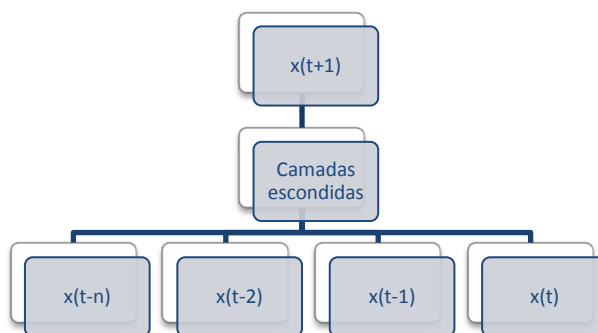 x(t+1)
Camadas
escondidas
x(t-n)
x(t-2)
x(t-1)
x(t)